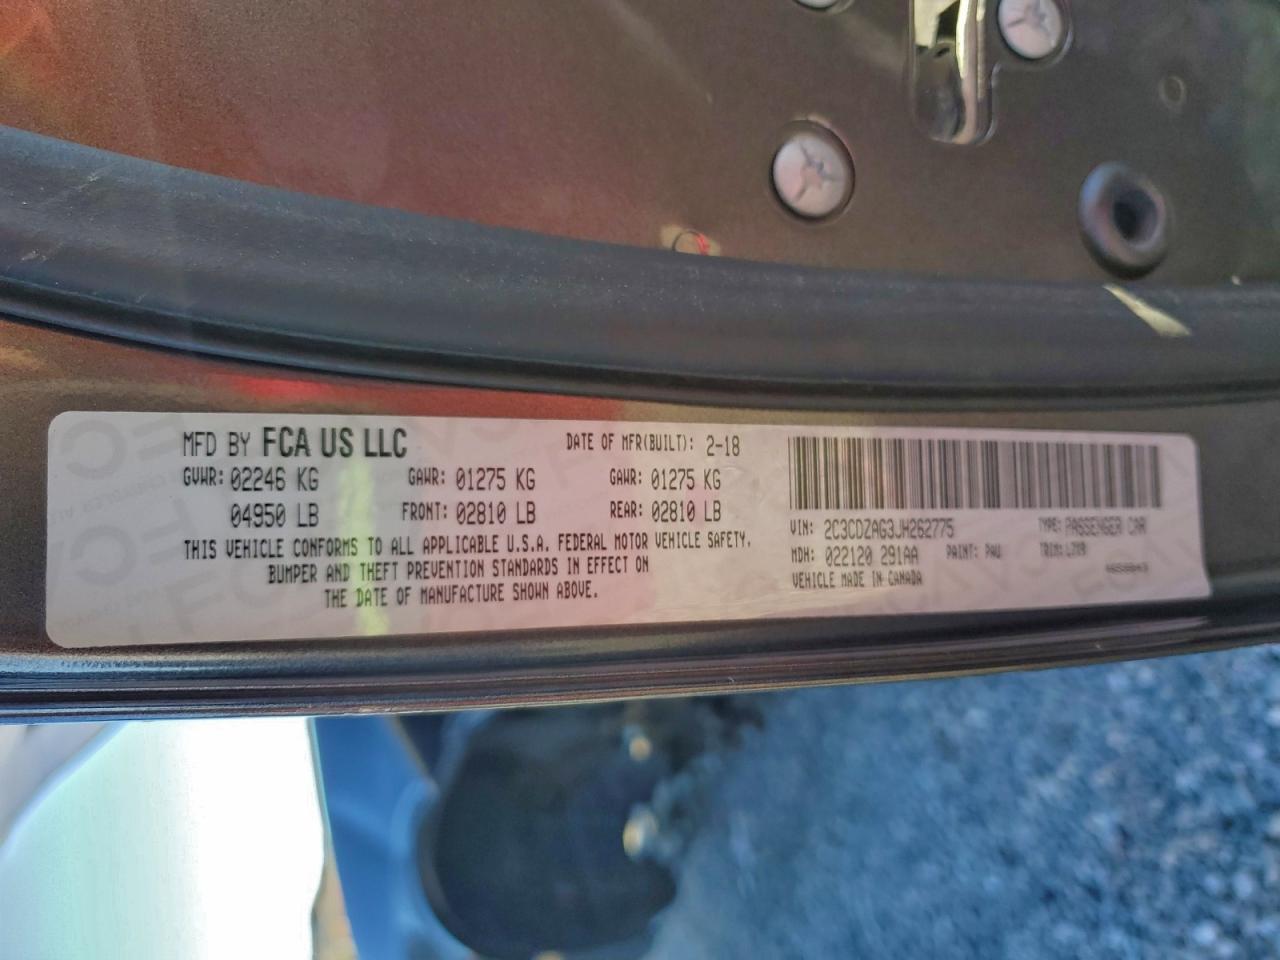 MFD BY FCA US LLC DATE OF MFR(BUILT): 2-18
GVWR: 02246 KG GAWR: 01275 KG GAWR: 01275 KG
04950 LB FRONT: 02810 LB REAR: 02810 LB
THIS VEHICLE CONFORMS TO ALL APPLICABLE U.S.A. FEDERAL MOTOR VEHICLE SAFETY,
BUMPER AND THEFT PREVENTION STANDARDS IN EFFECT ON
THE DATE OF MANUFACTURE SHOWN ABOVE.
VIN: 2C3CDZAG3JH262775 TYPE: PASSENGER CAR
MDH: 022120 291AA PAINT: PAU TRIM:
VEHICLE MADE IN CANADA